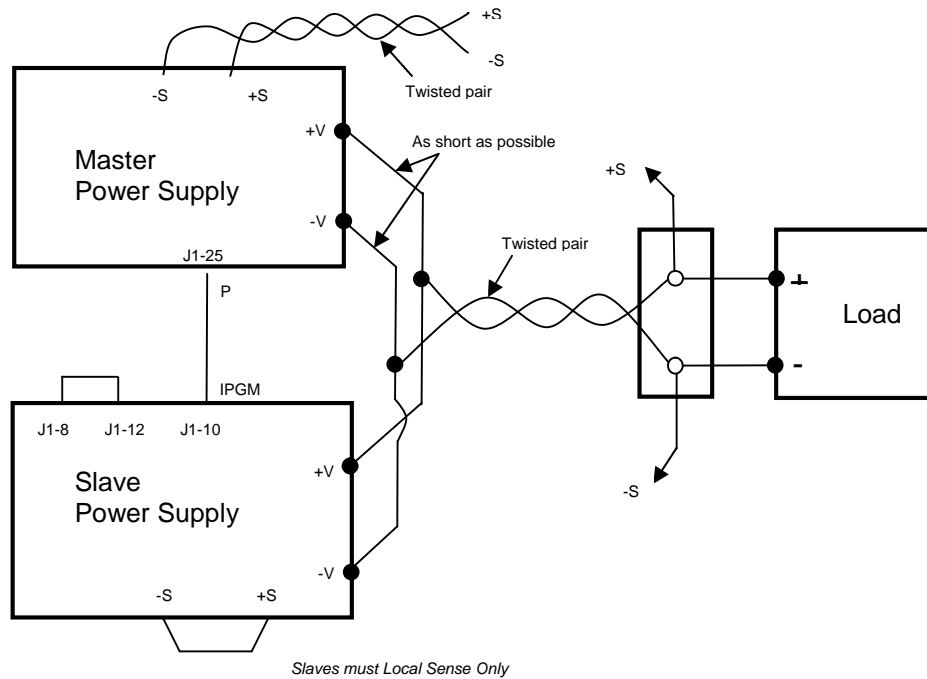 +S
-S
Twisted pair
-S
+S
+V
As short as possible
Master
Power Supply
+S
-V
J1-25
Twisted pair
P
+
Load
-
IPGM
J1-8
J1-12
J1-10
+V
Slave
Power Supply
-S
-V
-S
+S
Slaves must Local Sense Only